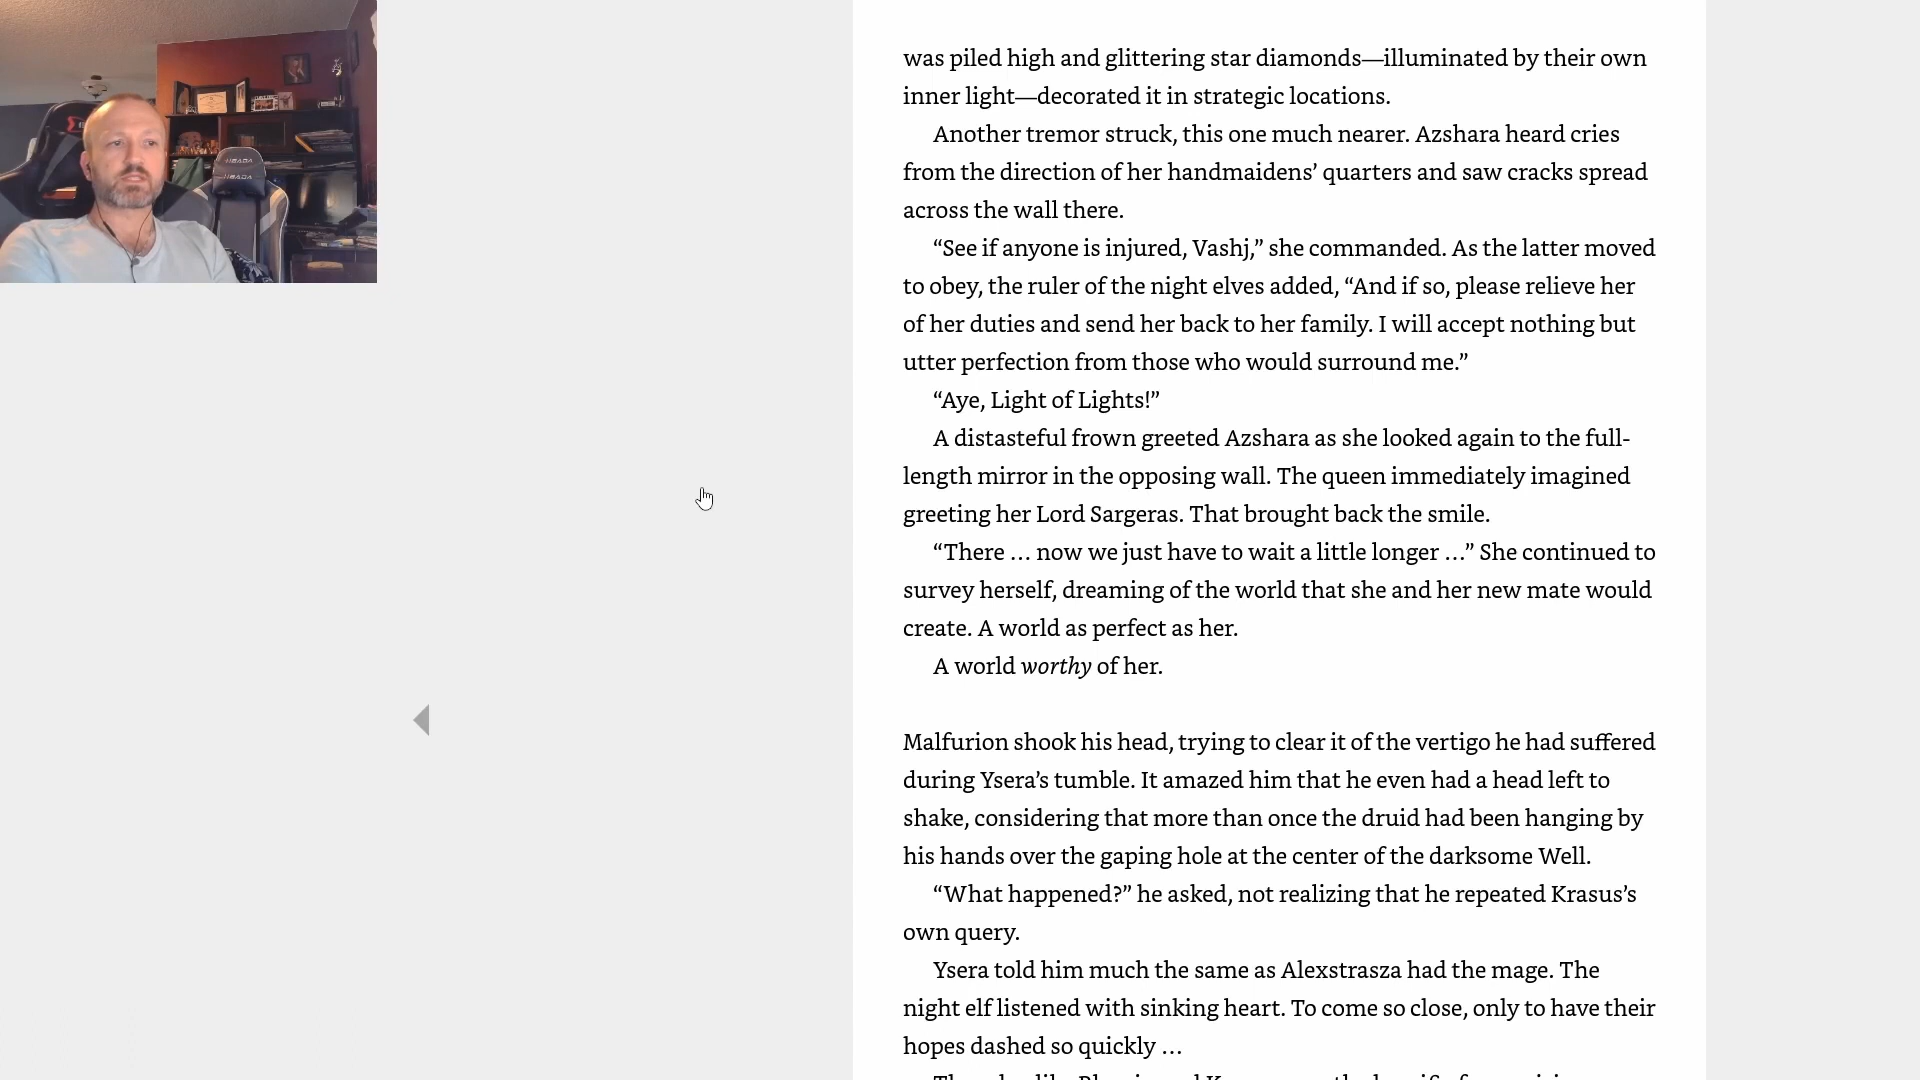 was piled high and glittering star diamonds—illuminated by their own
inner light—decorated it in strategic locations.
Another tremor struck, this one much nearer. Azshara heard cries
from the direction of her handmaidens’ quarters and saw cracks spread
across the wall there.
“See if anyone is injured, Vashj,” she commanded. As the latter moved
to obey, the ruler of the night elves added, “And if so, please relieve her
of her duties and send her back to her family. I will accept nothing but
utter perfection from those who would surround me.”
“Aye, Light of Lights!”
A distasteful frown greeted Azshara as she looked again to the full-
length mirror in the opposing wall. The queen immediately imagined
greeting her Lord Sargeras. That brought back the smile.
“There … now we just have to wait a little longer …” She continued to
survey herself, dreaming of the world that she and her new mate would
create. A world as perfect as her.
A world worthy of her.
Malfurion shook his head, trying to clear it of the vertigo he had suffered
during Ysera’s tumble. It amazed him that he even had a head left to
shake, considering that more than once the druid had been hanging by
his hands over the gaping hole at the center of the darksome Well.
“What happened?” he asked, not realizing that he repeated Krasus’s
own query.
Ysera told him much the same as Alexstrasza had the mage. The
night elf listened with sinking heart. To come so close, only to have their
hopes dashed so quickly …